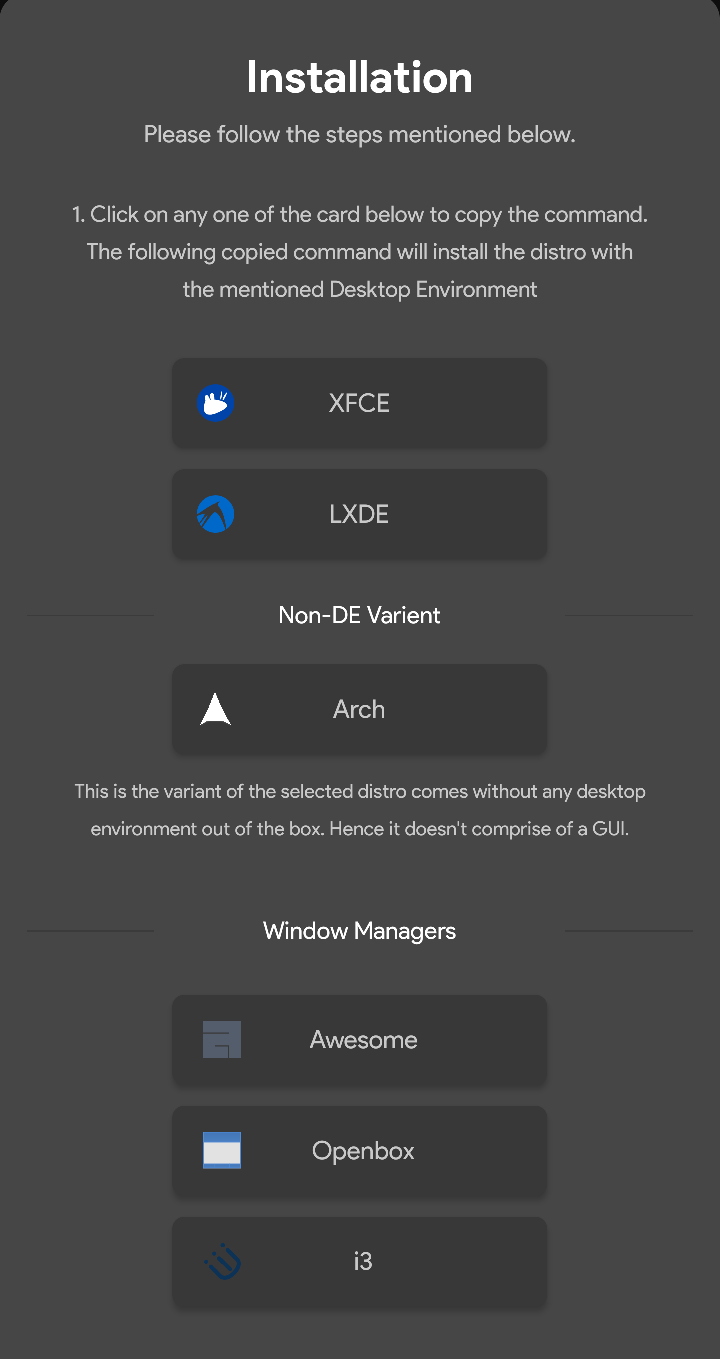 Installation
Please follow the steps mentioned below.
1. Click on any one of the card below to copy the command.
The following copied command will install the distro with
the mentioned Desktop Environment
XFCE
LXDE
Non-DE Varient
Arch
This is the variant of the selected distro comes without any desktop
environment out of the box. Hence it doesn't comprise of a GUI.
Window Managers
Awesome
Openbox
i3